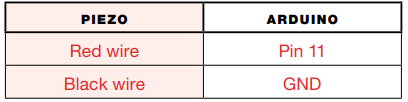 PIEZO ARDUINO
Red wire Pin 11
Black wire GND